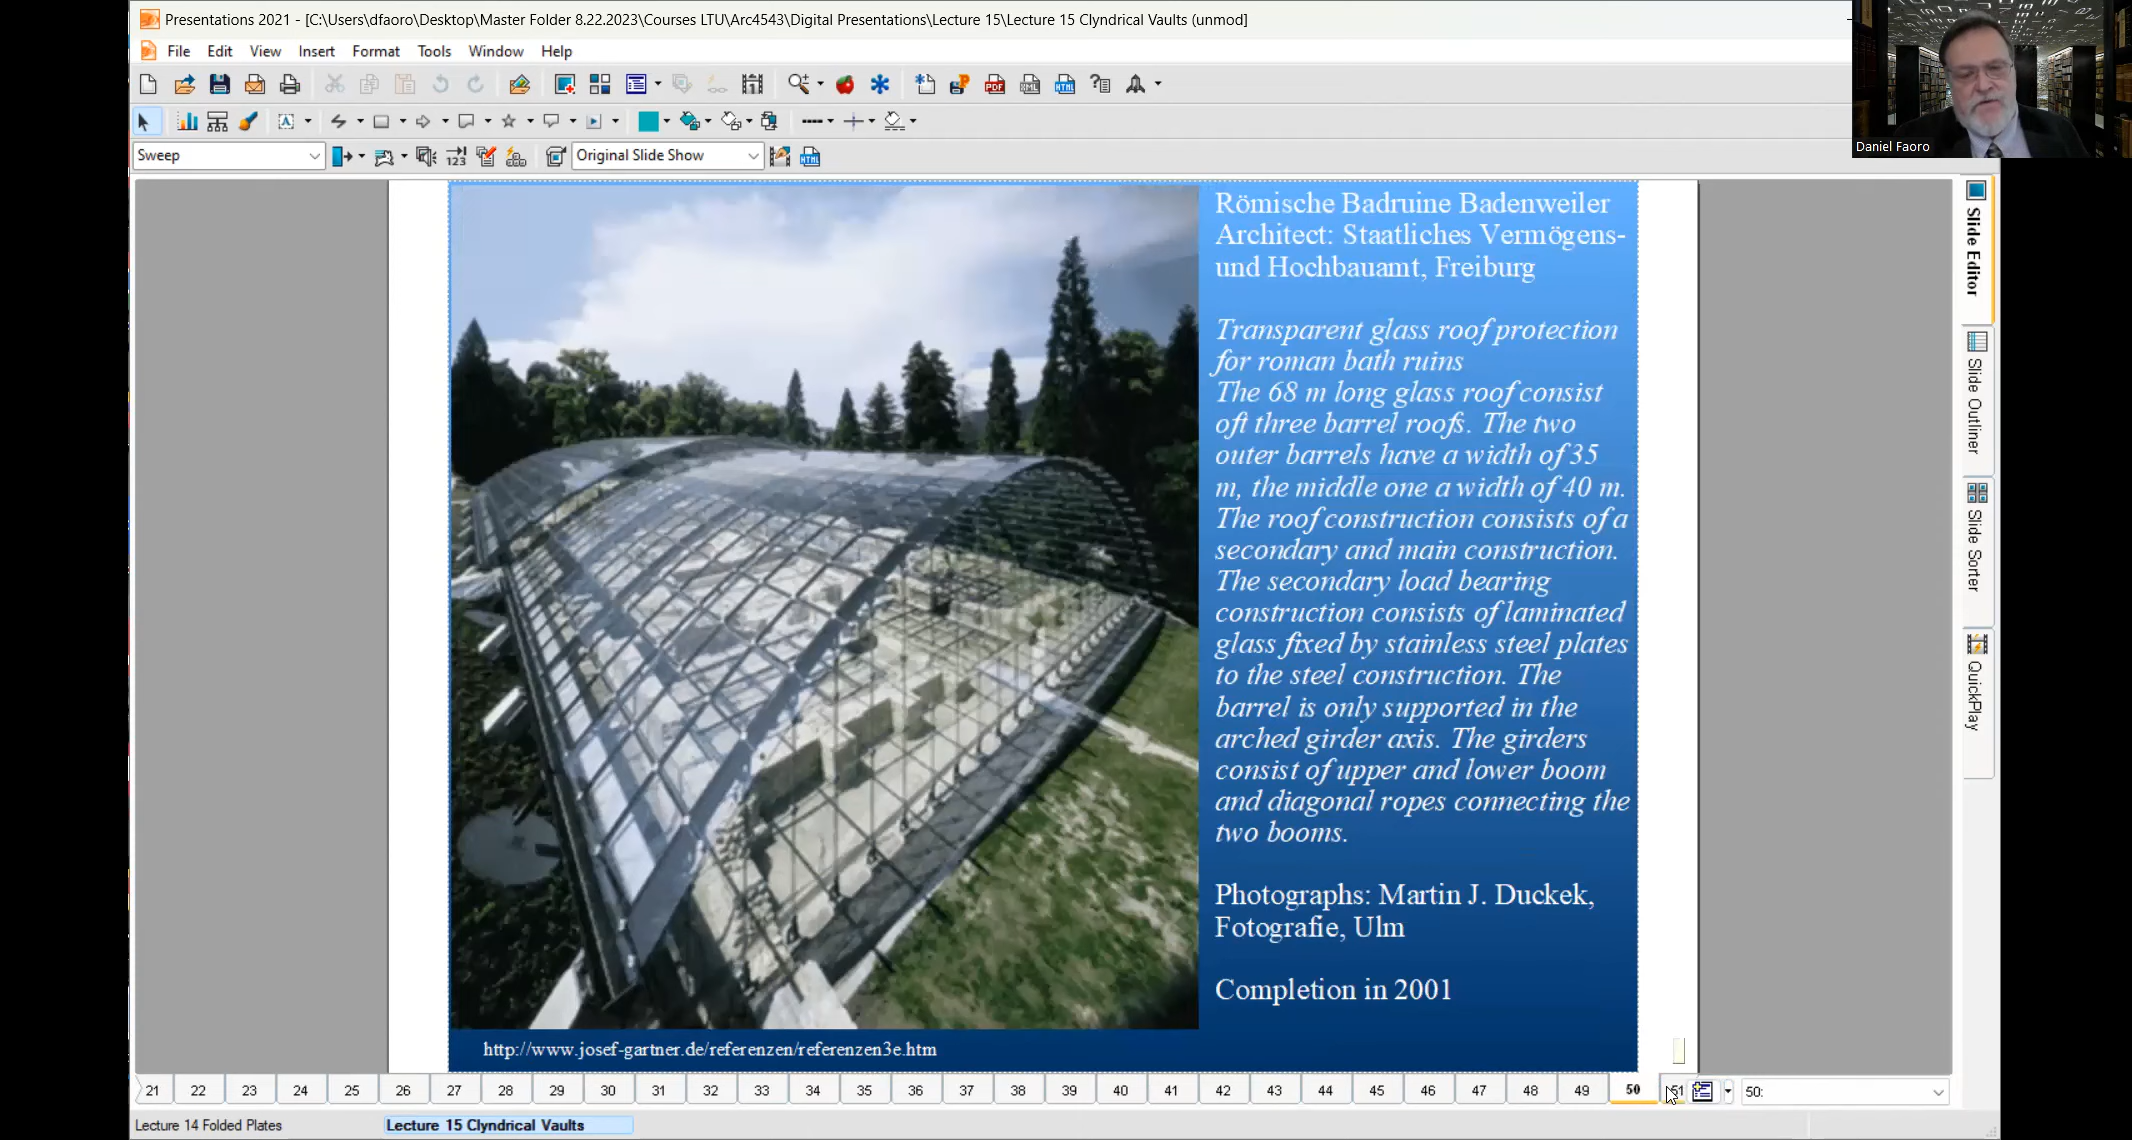 Presentations 2021 - [C:\Users\dfaoro\Desktop\Master Folder 8.22.2023\Courses LTU\Arc4543\Digital Presentations\Lecture 15\Lecture 15 Clyndrical Vaults (unmod]
File Edit View Insert Format Tools Window Help
Sweep
Original Slide Show
Daniel Faoro
Römische Badruine Badenweiler
Architect: Staatliches Vermögens-
und Hochbauamt, Freiburg
Transparent glass roof protection
for roman bath ruins
The 68 m long glass roof consist
oft three barrel roofs. The two
outer barrels have a width of 35
m, the middle one a width of 40 m.
The roof construction consists of a
secondary and main construction.
The secondary load bearing
construction consists of laminated
glass fixed by stainless steel plates
to the steel construction. The
barrel is only supported in the
arched girder axis. The girders
consist of upper and lower boom
and diagonal ropes connecting the
two booms.
Photographs: Martin J. Duckek,
Fotografie, Ulm
Completion in 2001
http://www.josef-gartner.de/referenzen/referenzen3e.htm
Slide Editor
Slide Outliner
Slide Sorter
QuickPlay
21 22 23 24 25 26 27 28 29 30 31 32 33 34 35 36 37 38 39 40 41 42 43 44 45 46 47 48 49 50 51 50:
Lecture 14 Folded Plates Lecture 15 Clyndrical Vaults